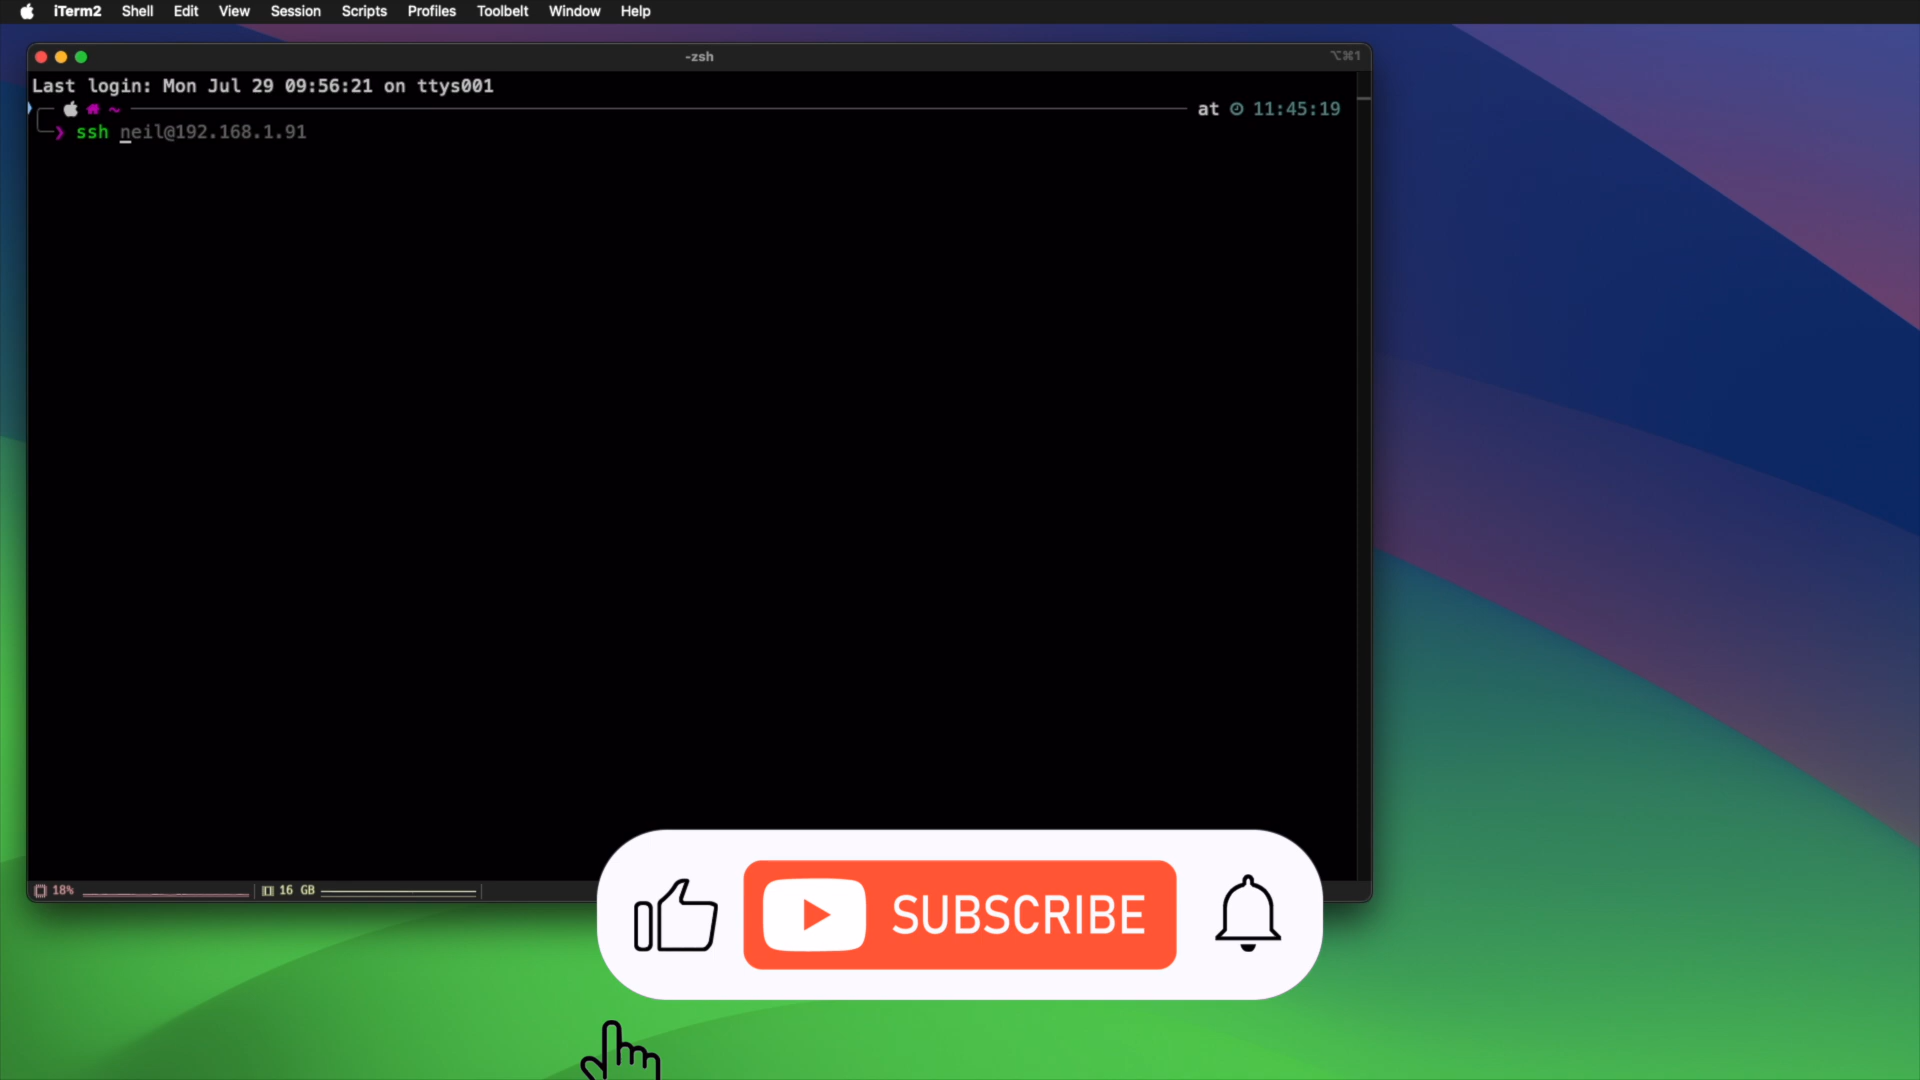 iTerm2 Shell Edit View Session Scripts Profiles Toolbelt Window Help
-zsh ⌥⌘1
Last login: Mon Jul 29 09:56:21 on ttys001
~ at 11:45:19
❯ ssh neil@192.168.1.91
18% 16 GB
SUBSCRIBE